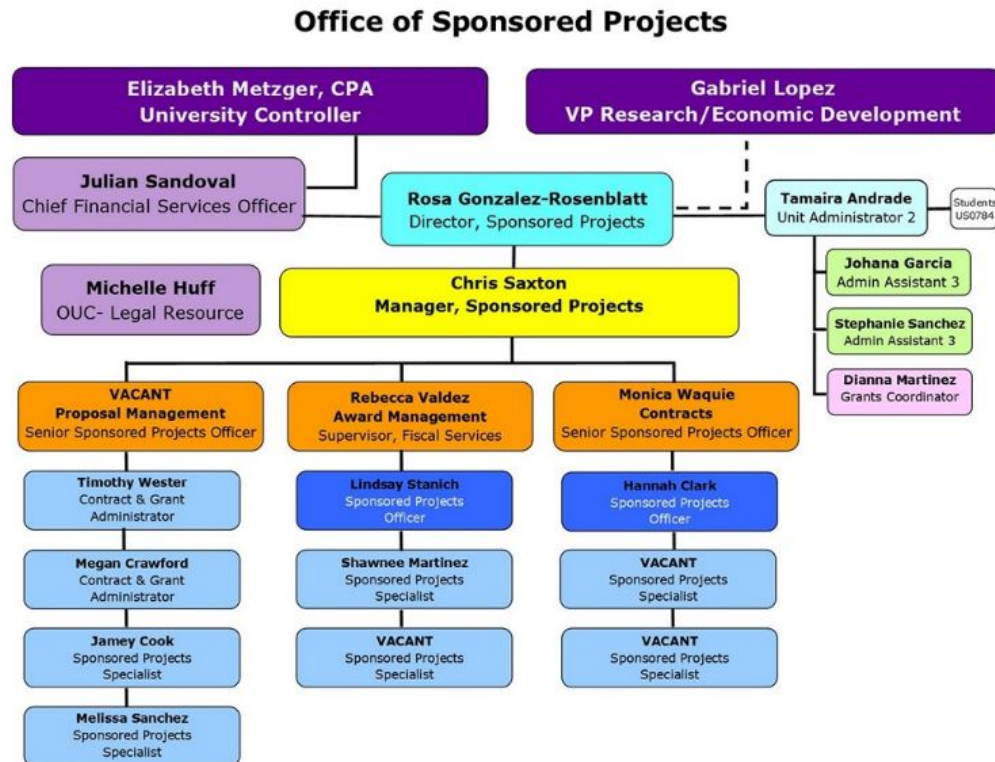 Office of Sponsored Projects
Elizabeth Metzger, CPA
University Controller
Gabriel Lopez
VP Research/Economic Development
Julian Sandoval
Chief Financial Services Officer
Rosa Gonzalez-Rosenblatt
Director, Sponsored Projects
Tamaira Andrade
Unit Administrator 2
Students
US0784
Michelle Huff
OUC- Legal Resource
Chris Saxton
Manager, Sponsored Projects
Johana Garcia
Admin Assistant 3
Stephanie Sanchez
Admin Assistant 3
Dianna Martinez
Grants Coordinator
VACANT
Proposal Management
Senior Sponsored Projects Officer
Rebecca Valdez
Award Management
Supervisor, Fiscal Services
Monica Waquie
Contracts
Senior Sponsored Projects Officer
Timothy Wester
Contract & Grant
Administrator
Megan Crawford
Contract & Grant
Administrator
Jamey Cook
Sponsored Projects
Specialist
Melissa Sanchez
Sponsored Projects
Specialist
Lindsay Stanich
Sponsored Projects
Officer
Shawnee Martinez
Sponsored Projects
Specialist
VACANT
Sponsored Projects
Specialist
Hannah Clark
Sponsored Projects
Officer
VACANT
Sponsored Projects
Specialist
VACANT
Sponsored Projects
Specialist